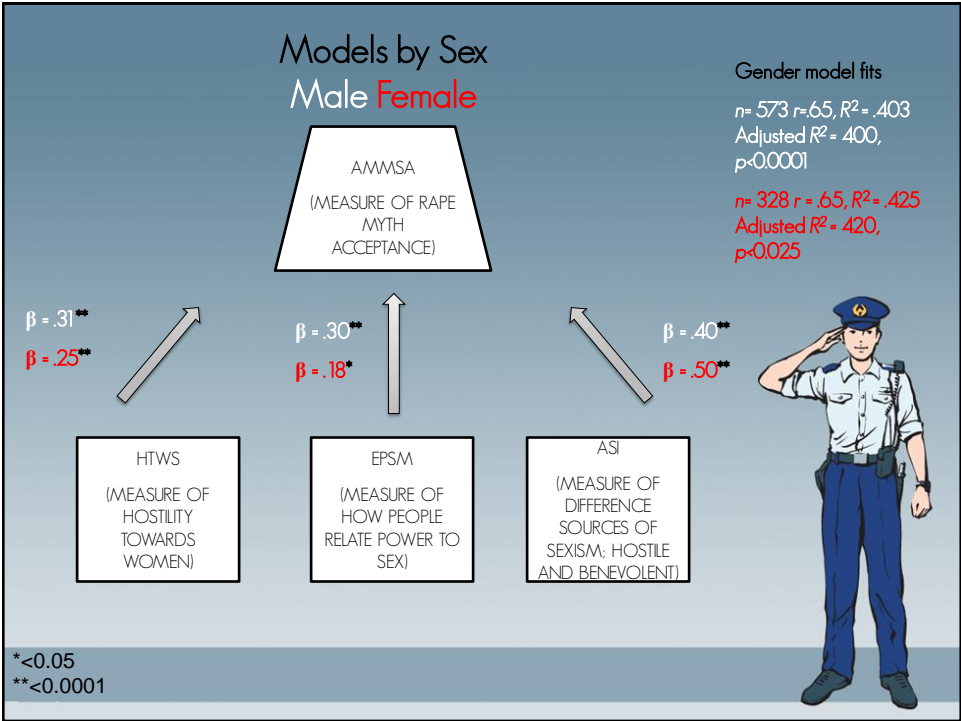 Models by Sex
Male Female
Gender model fits
n= 573 r=.65, R² = .403
Adjusted R² = 400,
p<0.0001
n= 328 r = .65, R² = .425
Adjusted R² = 420,
p<0.025
AMMSA
(MEASURE OF RAPE
MYTH
ACCEPTANCE)
β = .31**
β = .25**
β = .30**
β = .18*
β = .40**
β = .50**
HTWS
(MEASURE OF
HOSTILITY
TOWARDS
WOMEN)
EPSM
(MEASURE OF
HOW PEOPLE
RELATE POWER TO
SEX)
ASI
(MEASURE OF
DIFFERENCE
SOURCES OF
SEXISM; HOSTILE
AND BENEVOLENT)
*<0.05
**<0.0001